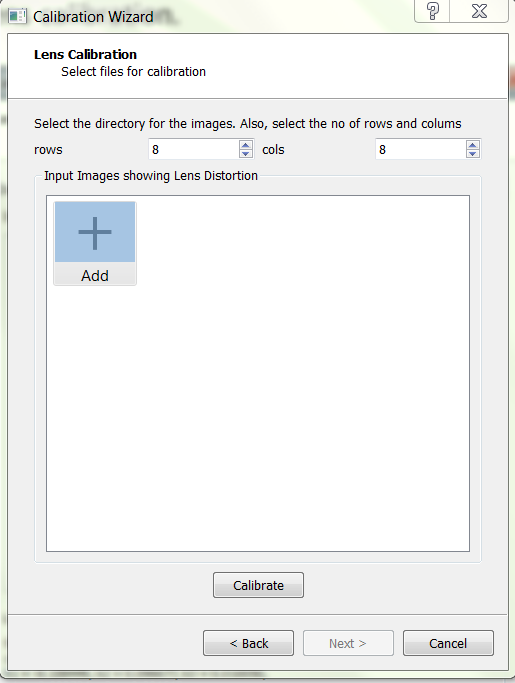 Calibration Wizard
Lens Calibration
Select files for calibration
Select the directory for the images. Also, select the no of rows and colums
rows 8 cols 8
Input Images showing Lens Distortion
Add
Calibrate
< Back Next > Cancel